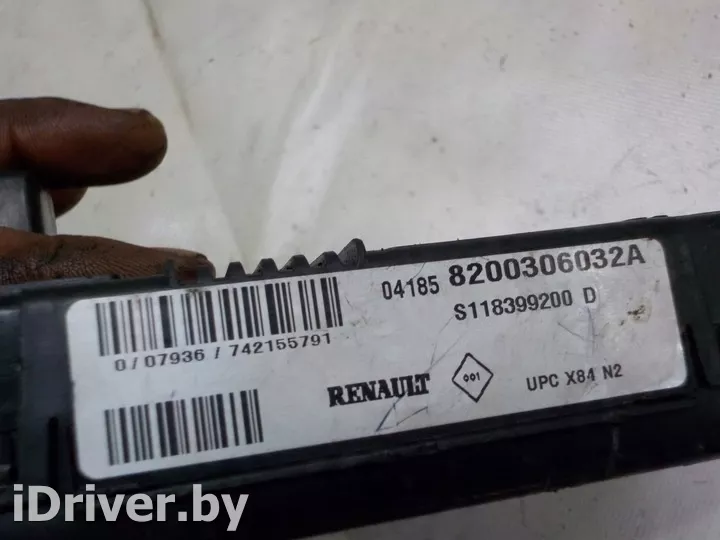 04185 8200306032A
S118399200 D
0/07936/742155791
RENAULT
001
UPC X84 N2
iDriver.by